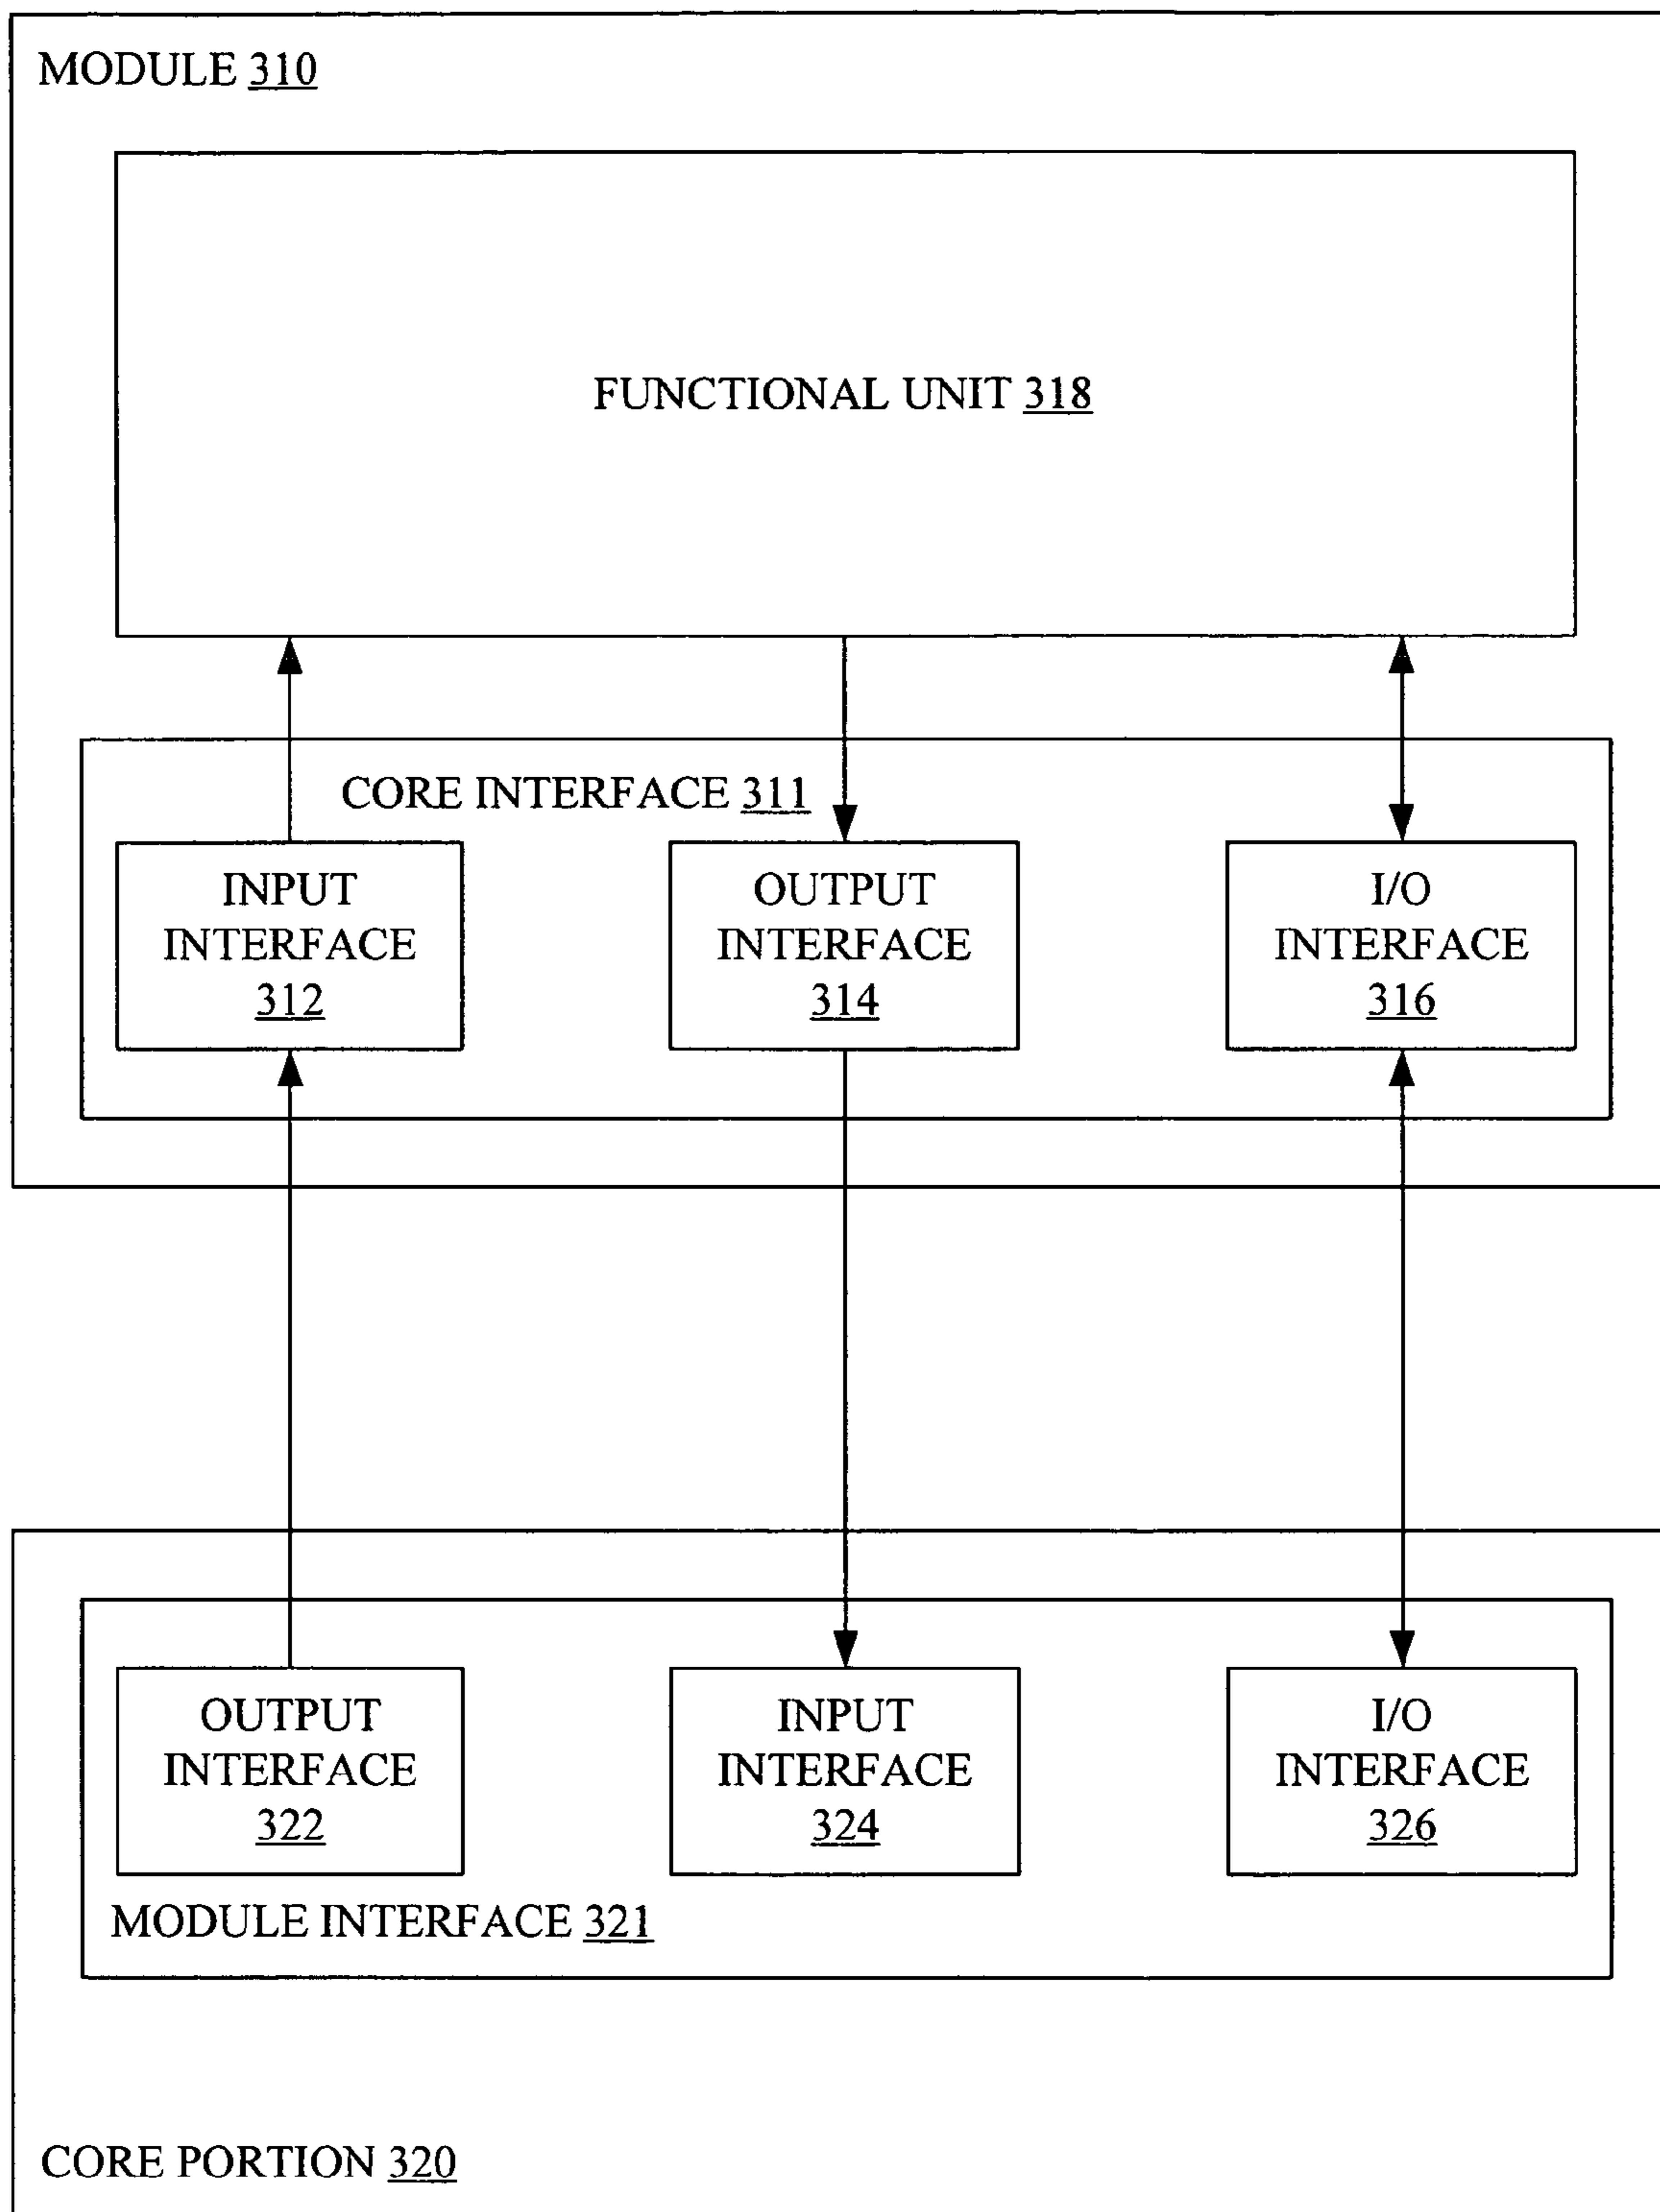 MODULE 310
FUNCTIONAL UNIT 318
CORE INTERFACE 311
INPUT
INTERFACE
312
OUTPUT
INTERFACE
314
I/O
INTERFACE
316
OUTPUT
INTERFACE
322
INPUT
INTERFACE
324
I/O
INTERFACE
326
MODULE INTERFACE 321
CORE PORTION 320